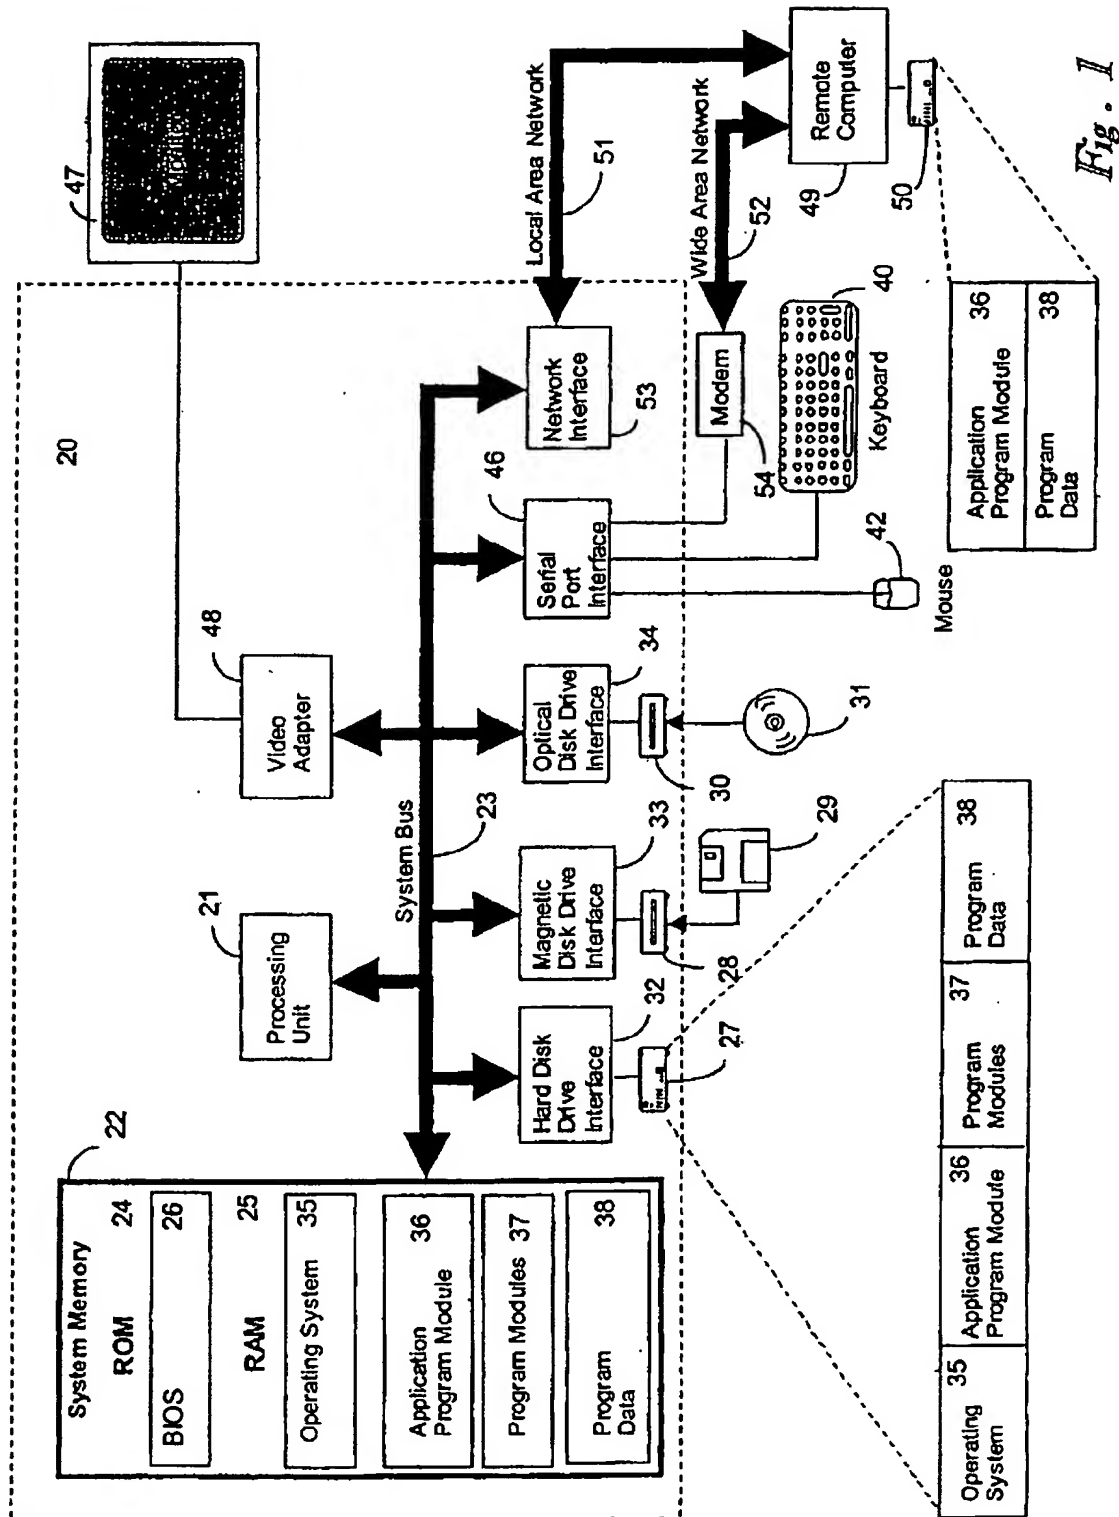 System Memory
22
ROM
24
BIOS
26
RAM
25
Operating System
35
Application
Program Module
36
Program Modules
37
Program
Data
38
Processing
Unit
21
Video
Adapter
48
20
47
Monitor
System Bus
23
Hard Disk
Drive
Interface
32
Magnetic
Disk Drive
Interface
33
Optical
Disk Drive
Interface
34
Serial
Port
Interface
46
Network
Interface
53
Local Area Network
51
27
28
30
29
31
Modem
54
Wide Area Network
52
Remote
Computer
49
50
Keyboard
40
Mouse
42
Operating
System
35
Application
Program Module
36
Program
Modules
37
Program
Data
38
Application
Program Module
36
Program
Data
38
Fig. 1